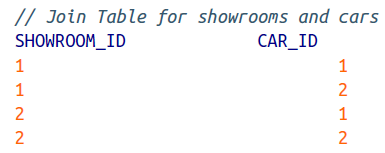 // Join Table for showrooms and cars
SHOWROOM_ID CAR_ID
1 1
1 2
2 1
2 2